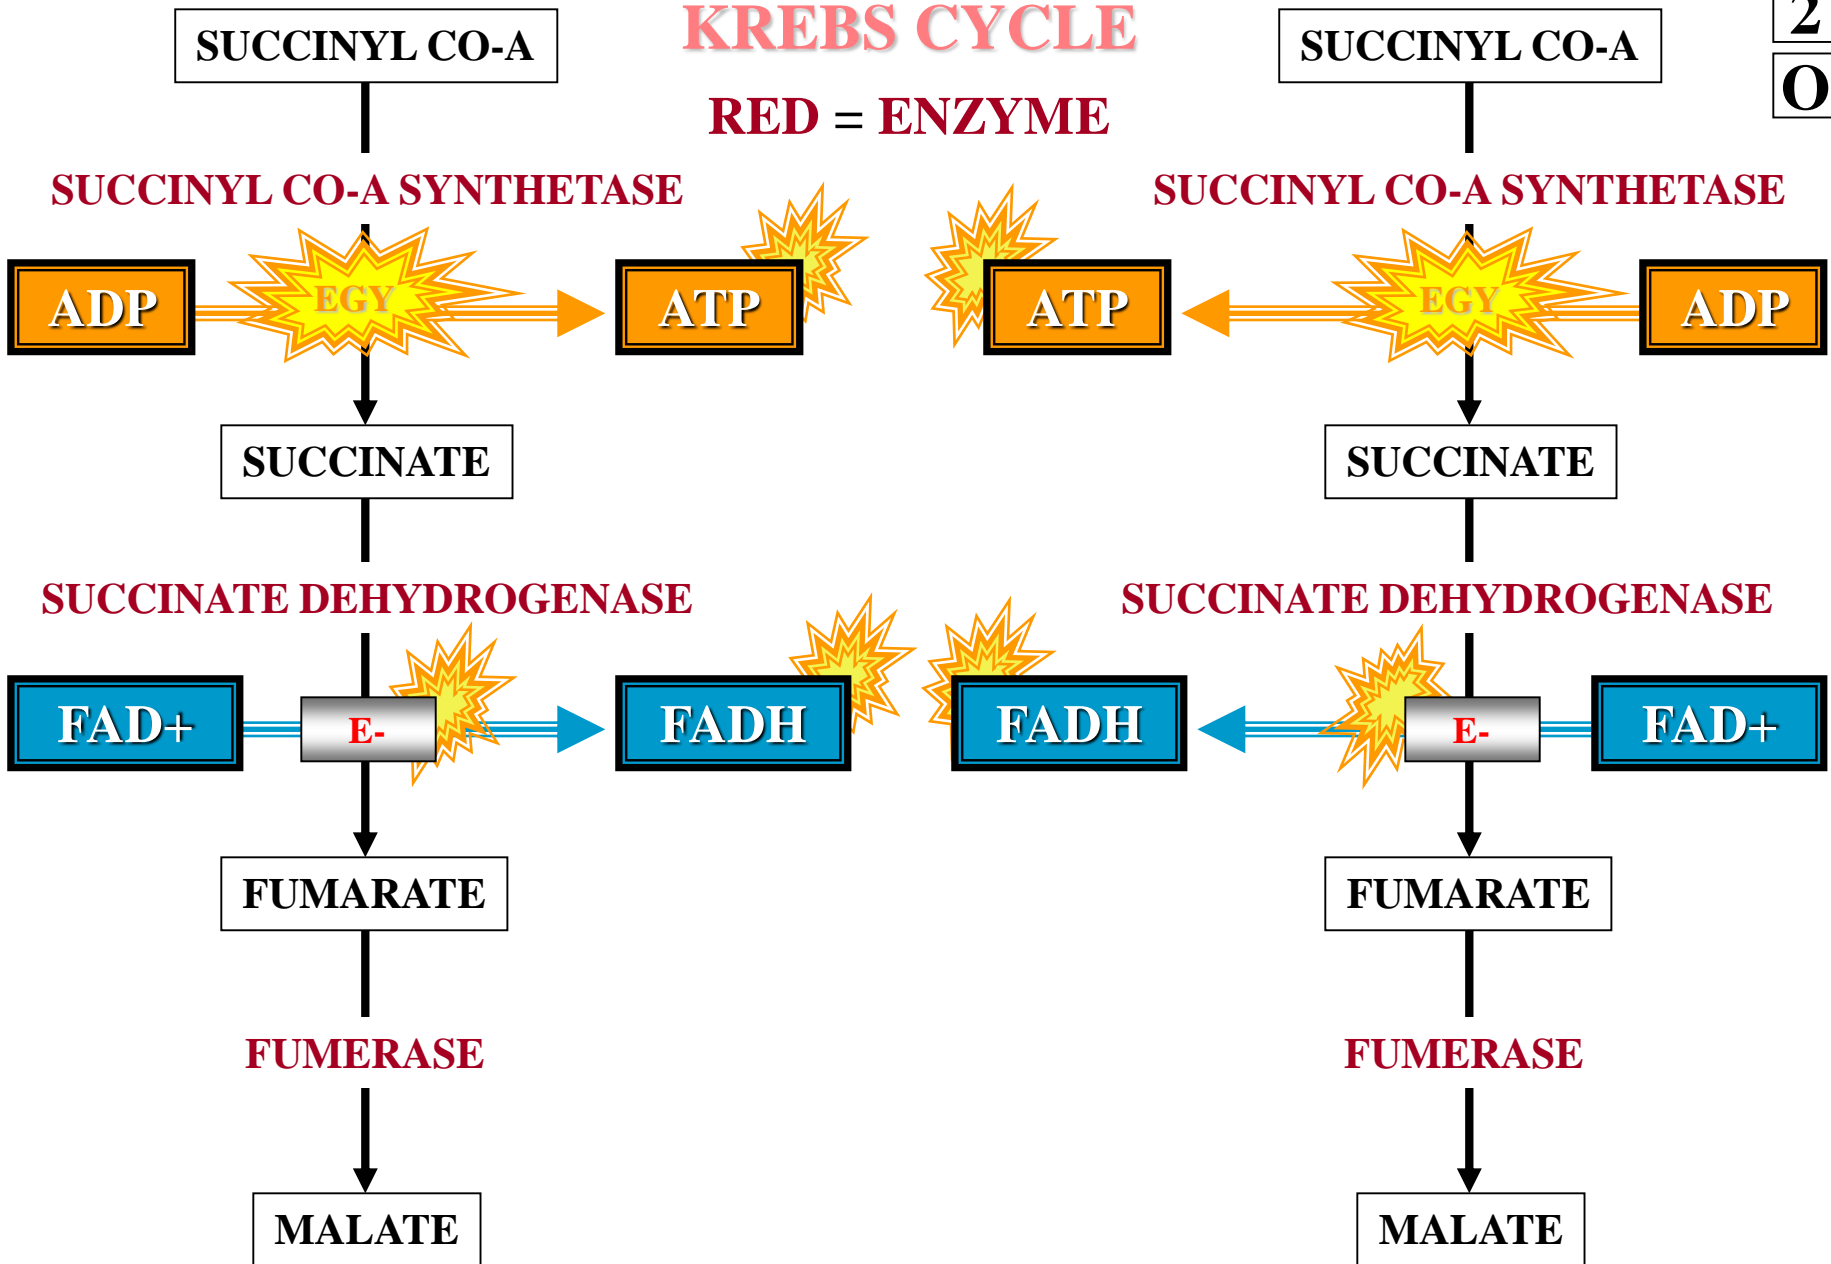 KREBS CYCLE
2
SUCCINYL CO-A
SUCCINYL CO-A
O
RED = ENZYME
SUCCINYL CO-A SYNTHETASE
SUCCINYL CO-A SYNTHETASE
ADP
EGY
ATP
ATP
EGY
ADP
SUCCINATE
SUCCINATE
SUCCINATE DEHYDROGENASE
SUCCINATE DEHYDROGENASE
FAD+
E-
FADH
FADH
E-
FAD+
FUMARATE
FUMARATE
FUMERASE
FUMERASE
MALATE
MALATE